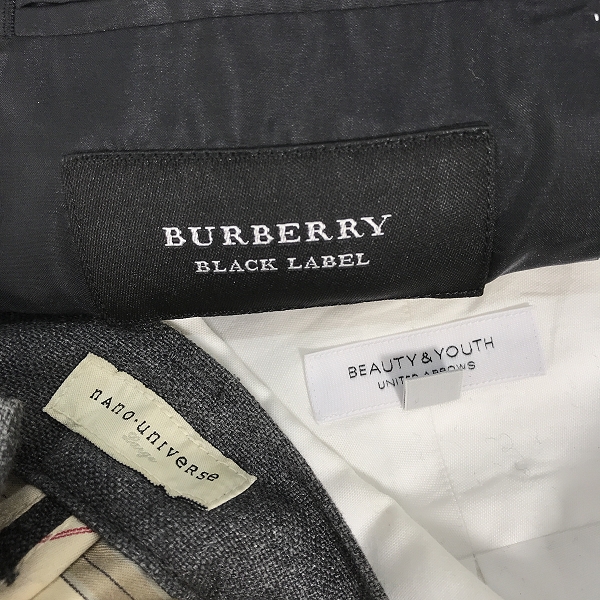 BURBERRY
BLACK LABEL
BEAUTY & YOUTH
UNITED ARROWS
nano·universe